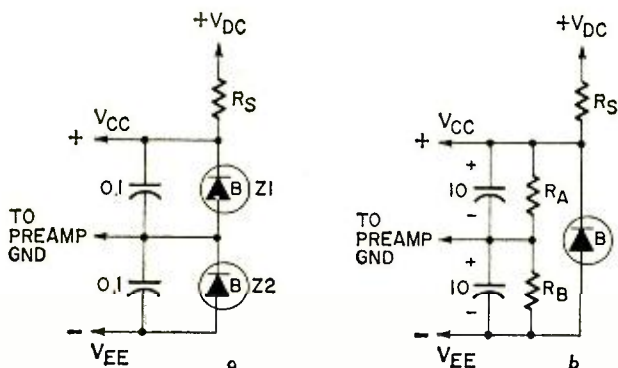 +VDC
RS
VCC
+
0.1
B
Z1
TO
PREAMP
GND
0.1
B
Z2
−
VEE
a
+VDC
RS
VCC
+
+
10
−
RA
TO
PREAMP
GND
B
+
10
−
RB
−
VEE
b